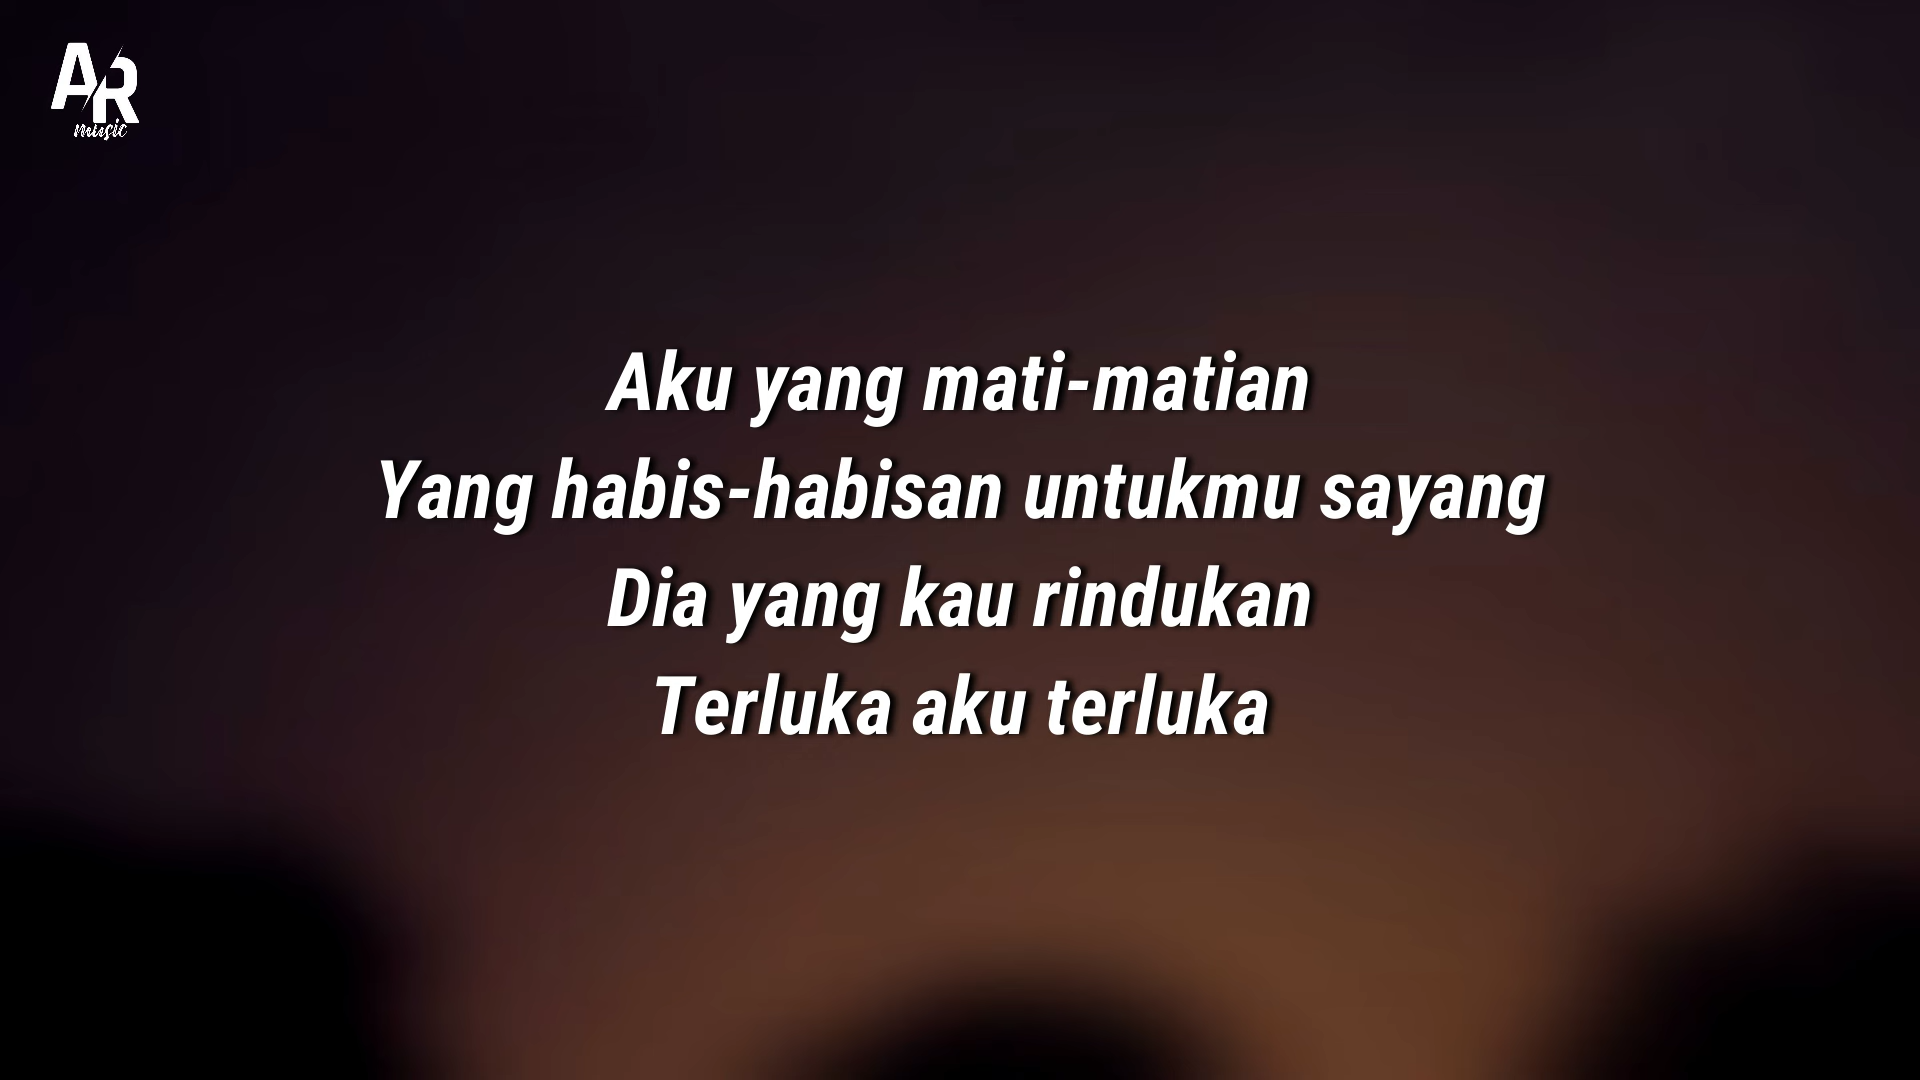 AR
music
Aku yang mati-matian
Yang habis-habisan untukmu sayang
Dia yang kau rindukan
Terluka aku terluka